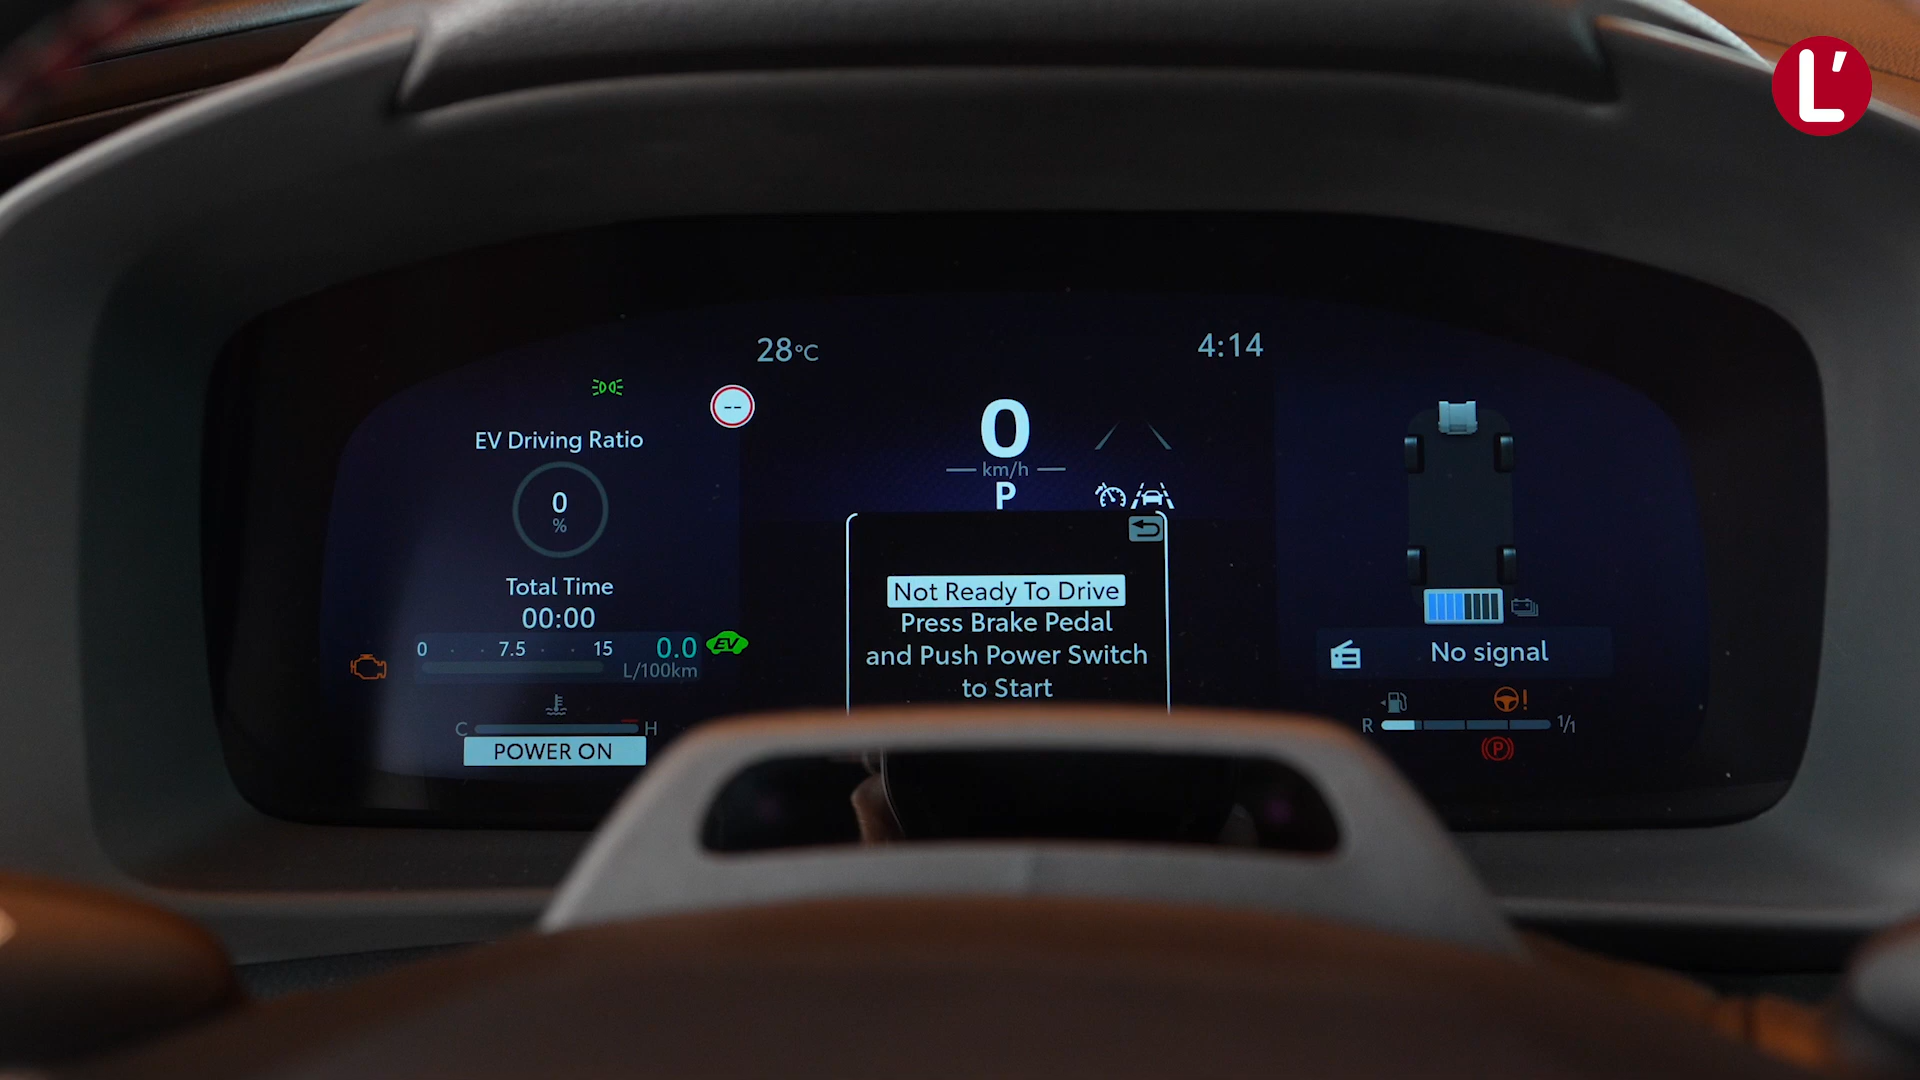 L'
28°C
4:14
--
0
km/h
P
EV Driving Ratio
0
%
Total Time
00:00
0 7.5 15
0.0
L/100km
EV
C H
POWER ON
Not Ready To Drive
Press Brake Pedal
and Push Power Switch
to Start
No signal
R 1/1
(P)